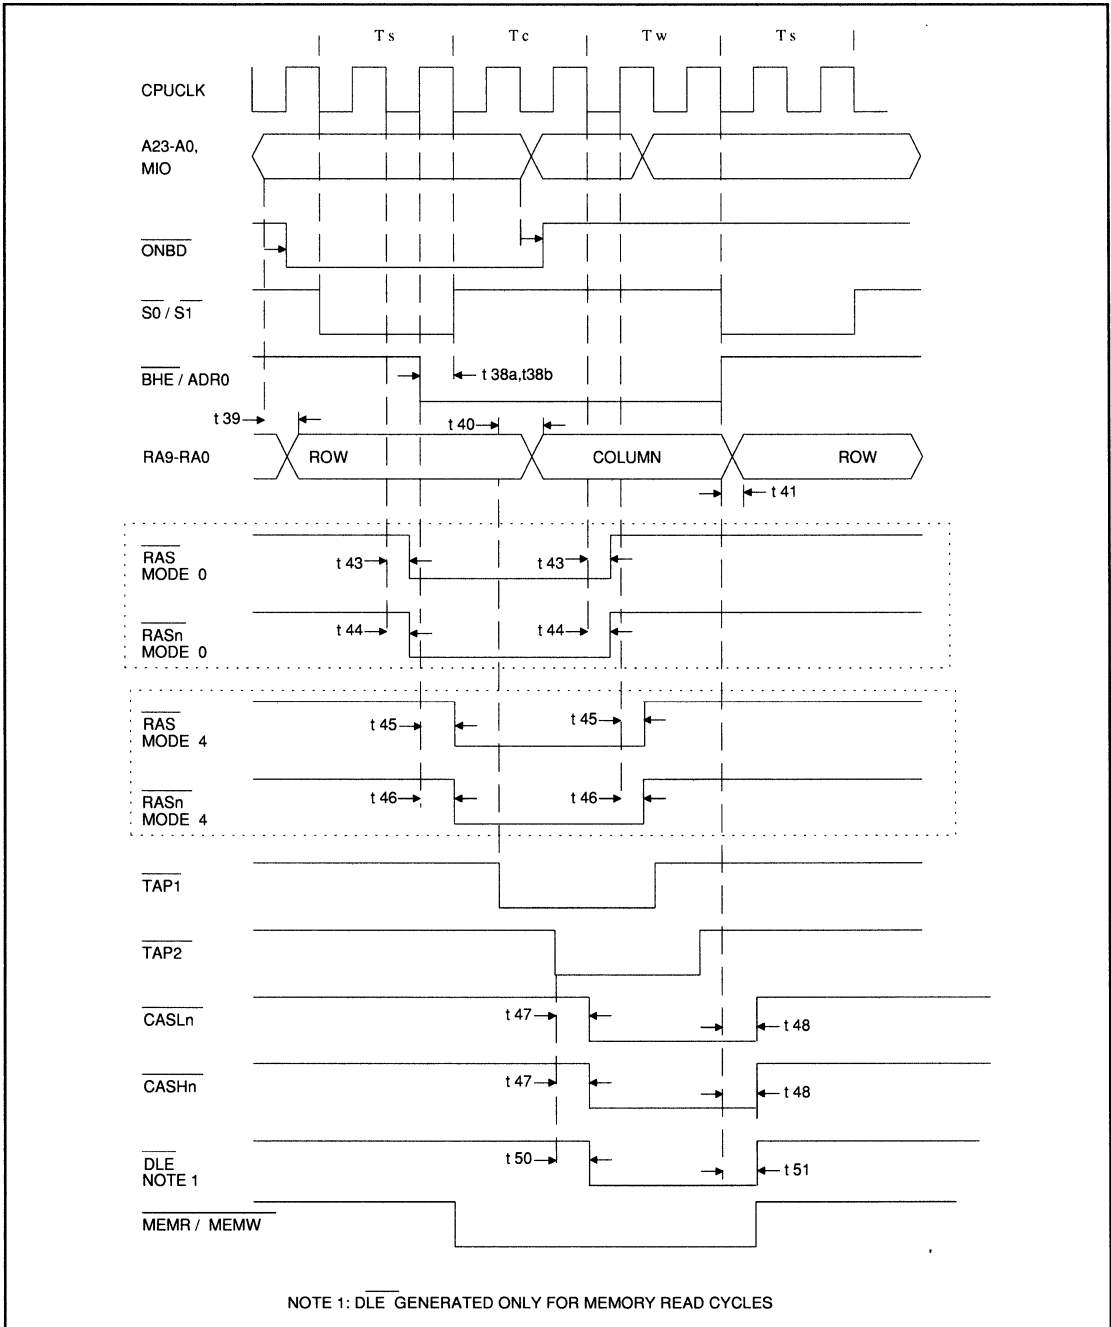 Ts Tc Tw Ts
CPUCLK
A23-A0,
MIO
ONBD
S0 / S1
BHE / ADR0
t 38a,t38b
t 39
t 40
RA9-RA0
ROW COLUMN ROW
t 41
RAS
MODE 0
t 43 t 43
RASn
MODE 0
t 44 t 44
RAS
MODE 4
t 45 t 45
RASn
MODE 4
t 46 t 46
TAP1
TAP2
CASLn
t 47 t 48
CASHn
t 47 t 48
DLE
NOTE 1
t 50 t 51
MEMR / MEMW
NOTE 1: DLE GENERATED ONLY FOR MEMORY READ CYCLES